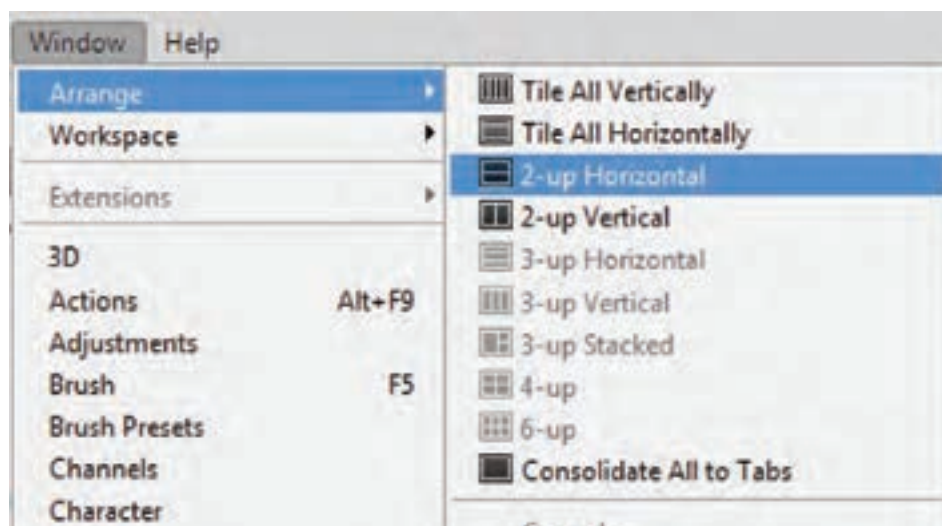 Window Help
Arrange
Workspace
Extensions
3D
Actions Alt+F9
Adjustments
Brush F5
Brush Presets
Channels
Character
Tile All Vertically
Tile All Horizontally
2-up Horizontal
2-up Vertical
3-up Horizontal
3-up Vertical
3-up Stacked
4-up
6-up
Consolidate All to Tabs